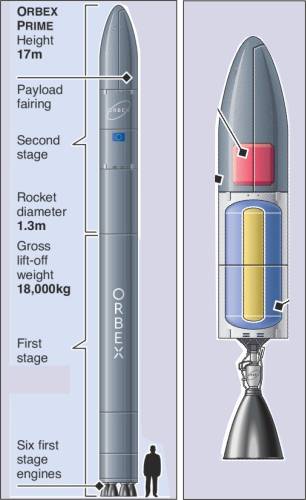 ORBEX
PRIME
Height
17m
Payload
fairing
ORBEX
Second
stage
Rocket
diameter
1.3m
Gross
lift-off
weight
18,000kg
ORBEX
First
stage
Six first
stage
engines